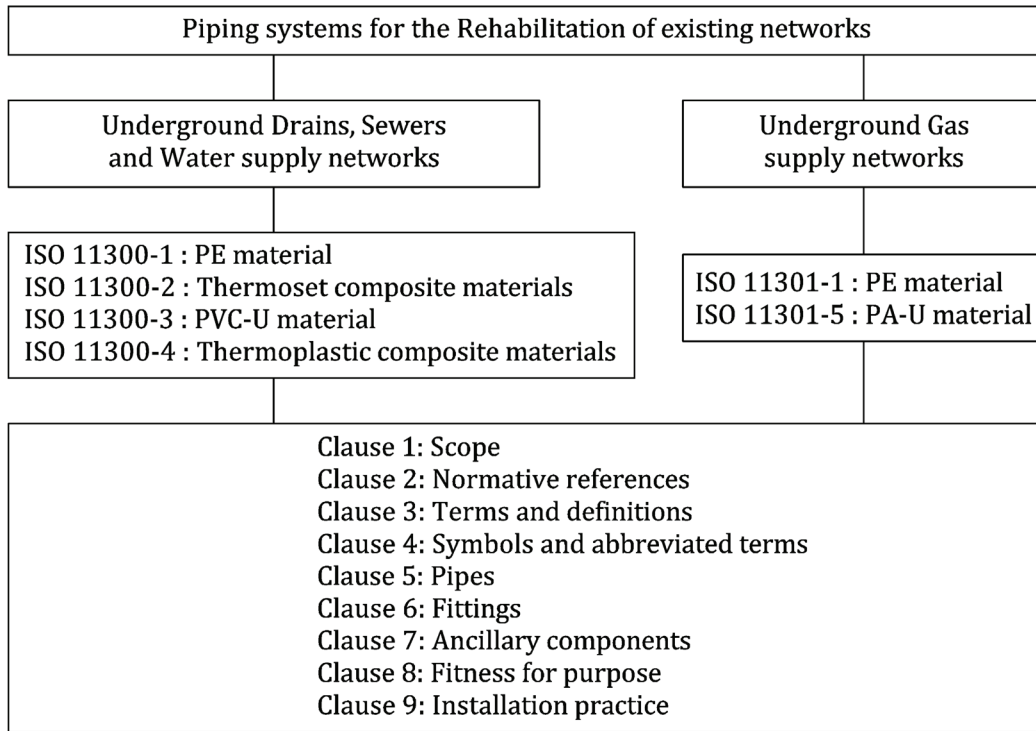 Piping systems for the Rehabilitation of existing networks
Underground Drains, Sewers
and Water supply networks
Underground Gas
supply networks
ISO 11300-1 : PE material
ISO 11300-2 : Thermoset composite materials
ISO 11300-3 : PVC-U material
ISO 11300-4 : Thermoplastic composite materials
ISO 11301-1 : PE material
ISO 11301-5 : PA-U material
Clause 1: Scope
Clause 2: Normative references
Clause 3: Terms and definitions
Clause 4: Symbols and abbreviated terms
Clause 5: Pipes
Clause 6: Fittings
Clause 7: Ancillary components
Clause 8: Fitness for purpose
Clause 9: Installation practice